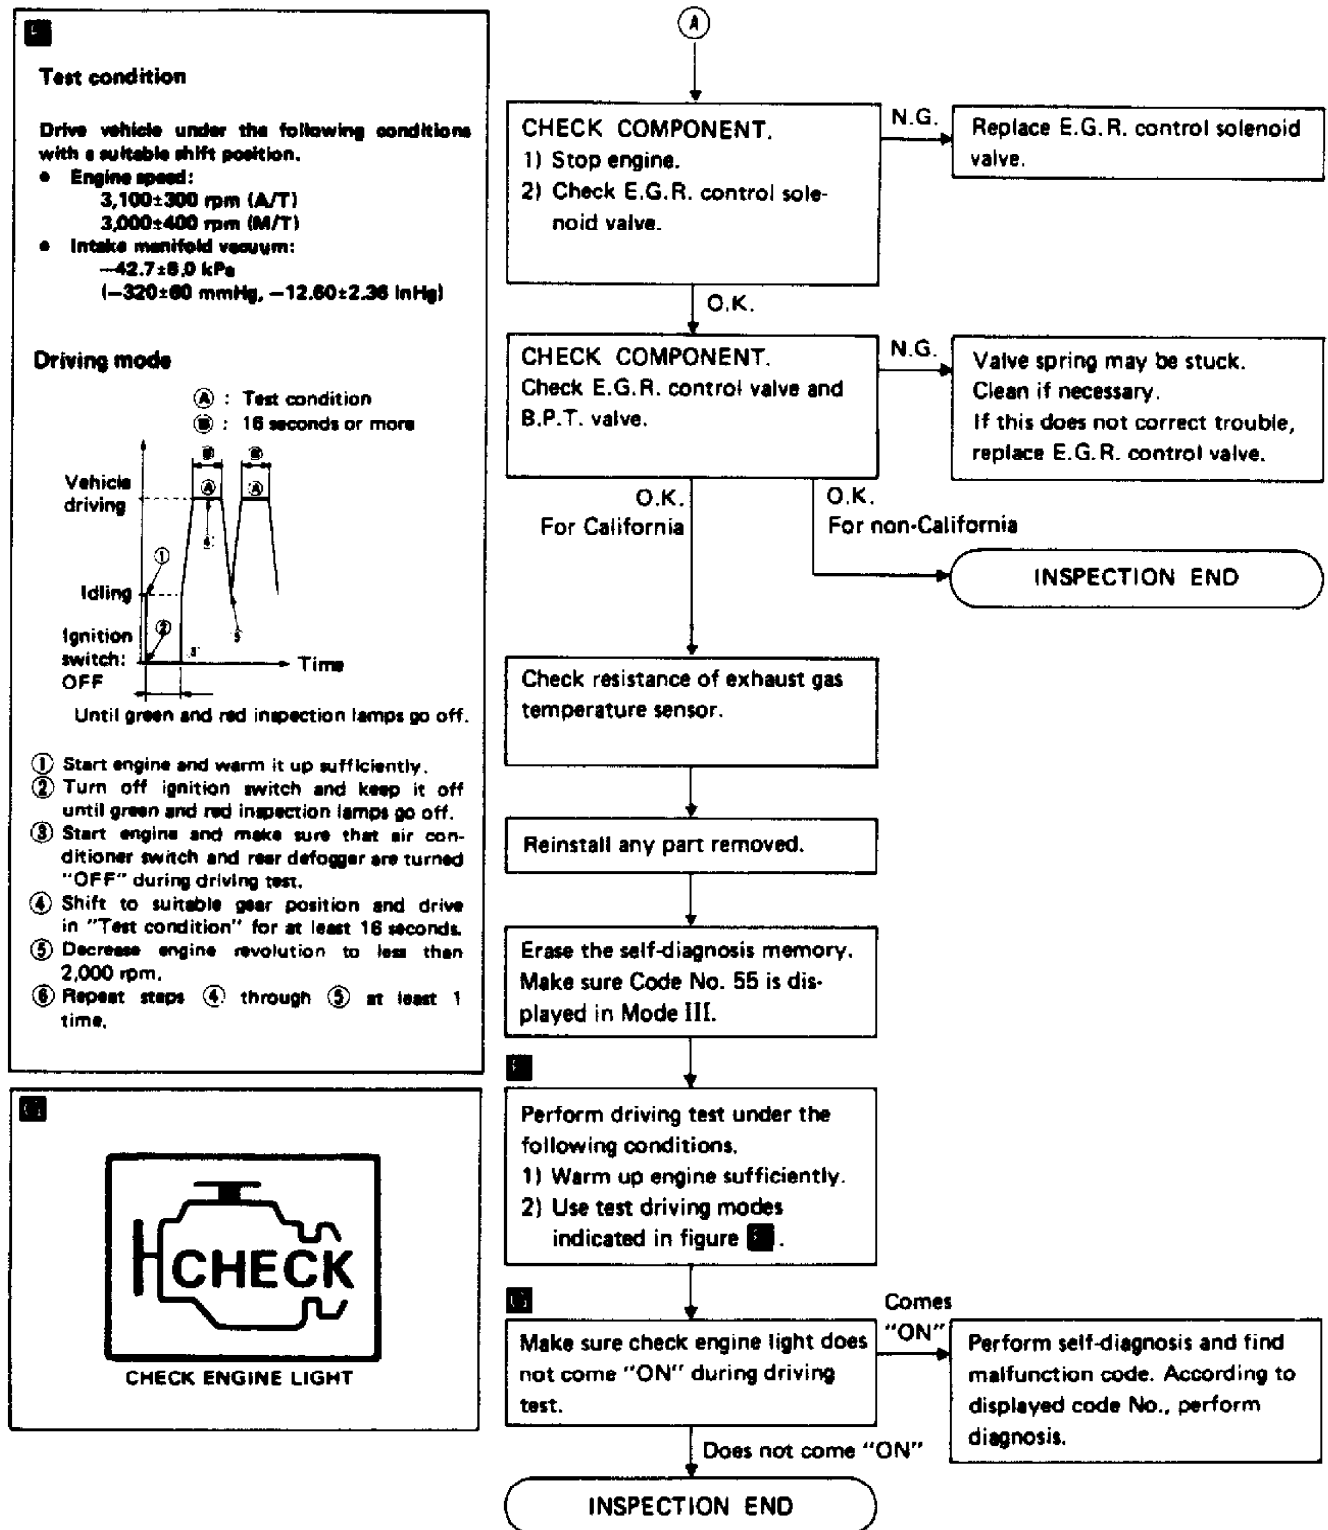 Test condition
Drive vehicle under the following conditions
with a suitable shift position.
• Engine speed:
3,100±300 rpm (A/T)
3,000±400 rpm (M/T)
• Intake manifold vacuum:
—42.7±8.0 kPa
(—320±60 mmHg, —12.60±2.36 inHg)
Driving mode
Ⓐ : Test condition
: 16 seconds or more
Vehicle
driving
Ⓐ Ⓐ
4
①
Idling
②
5
Ignition
switch:
OFF
3
Time
Until green and red inspection lamps go off.
① Start engine and warm it up sufficiently.
② Turn off ignition switch and keep it off
until green and red inspection lamps go off.
③ Start engine and make sure that air con-
ditioner switch and rear defogger are turned
"OFF" during driving test.
④ Shift to suitable gear position and drive
in "Test condition" for at least 16 seconds.
⑤ Decrease engine revolution to less then
2,000 rpm.
⑥ Repeat steps ④ through ⑤ at least 1
time.
CHECK
CHECK ENGINE LIGHT
Ⓐ
CHECK COMPONENT.
1) Stop engine.
2) Check E.G.R. control sole-
noid valve.
N.G.
Replace E.G.R. control solenoid
valve.
O.K.
CHECK COMPONENT.
Check E.G.R. control valve and
B.P.T. valve.
N.G.
Valve spring may be stuck.
Clean if necessary.
If this does not correct trouble,
replace E.G.R. control valve.
O.K.
For California
O.K.
For non-California
INSPECTION END
Check resistance of exhaust gas
temperature sensor.
Reinstall any part removed.
Erase the self-diagnosis memory.
Make sure Code No. 55 is dis-
played in Mode III.
Perform driving test under the
following conditions.
1) Warm up engine sufficiently.
2) Use test driving modes
indicated in figure .
Make sure check engine light does
not come "ON" during driving
test.
Comes
"ON"
Perform self-diagnosis and find
malfunction code. According to
displayed code No., perform
diagnosis.
Does not come "ON"
INSPECTION END